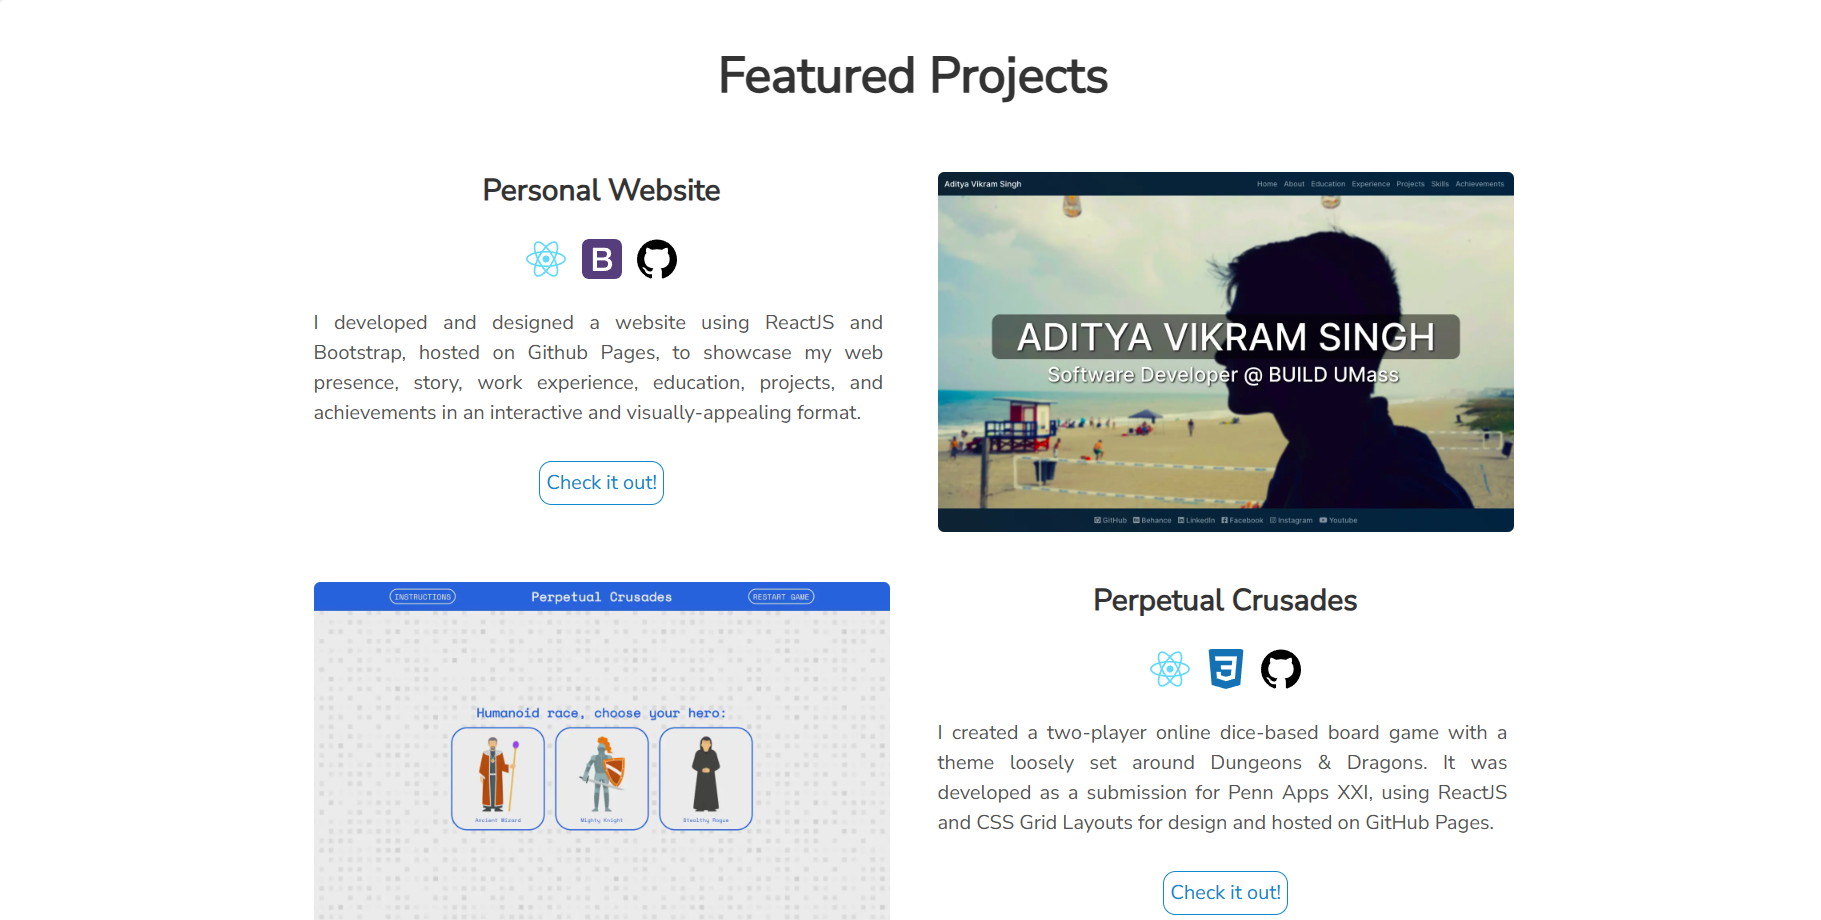 Featured Projects
Personal Website
B
I developed and designed a website using ReactJS and
Bootstrap, hosted on Github Pages, to showcase my web
presence, story, work experience, education, projects, and
achievements in an interactive and visually-appealing format.
Check it out!
Aditya Vikram Singh
Home About Education Experience Projects Skills Achievements
ADITYA VIKRAM SINGH
Software Developer @ BUILD UMass
GitHub Behance LinkedIn Facebook Instagram Youtube
INSTRUCTIONS Perpetual Crusades RESTART GAME
Humanoid race, choose your hero:
Ancient Wizard Mighty Knight Stealthy Rogue
Perpetual Crusades
3
I created a two-player online dice-based board game with a
theme loosely set around Dungeons & Dragons. It was
developed as a submission for Penn Apps XXI, using ReactJS
and CSS Grid Layouts for design and hosted on GitHub Pages.
Check it out!